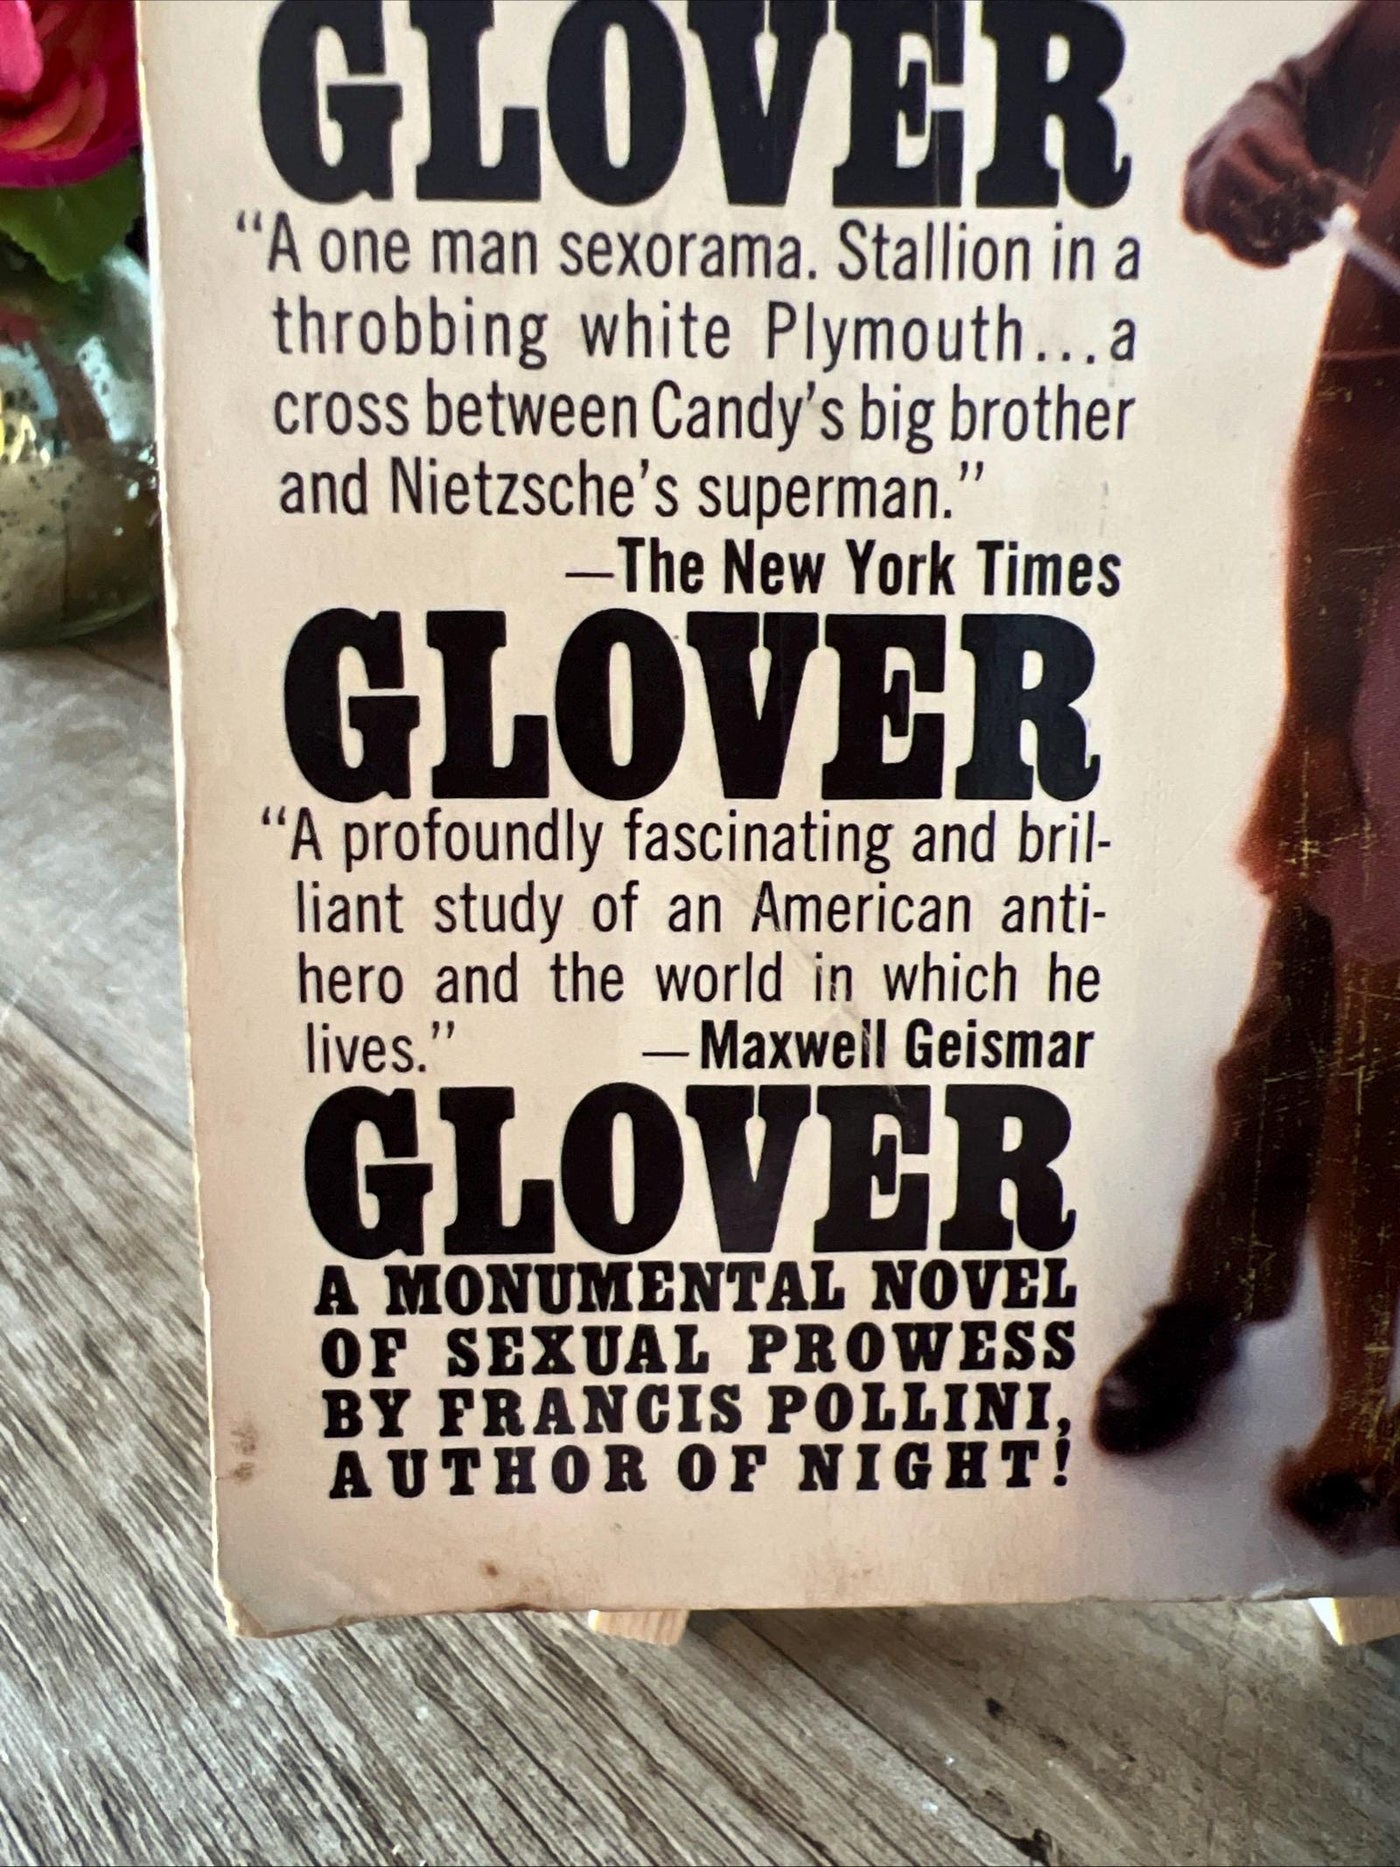 GLOVER
“A one man sexorama. Stallion in a
throbbing white Plymouth...a
cross between Candy’s big brother
and Nietzsche’s superman.”
—The New York Times
GLOVER
“A profoundly fascinating and bril-
liant study of an American anti-
hero and the world in which he
lives.” —Maxwell Geismar
GLOVER
A MONUMENTAL NOVEL
OF SEXUAL PROWESS
BY FRANCIS POLLINI,
AUTHOR OF NIGHT!